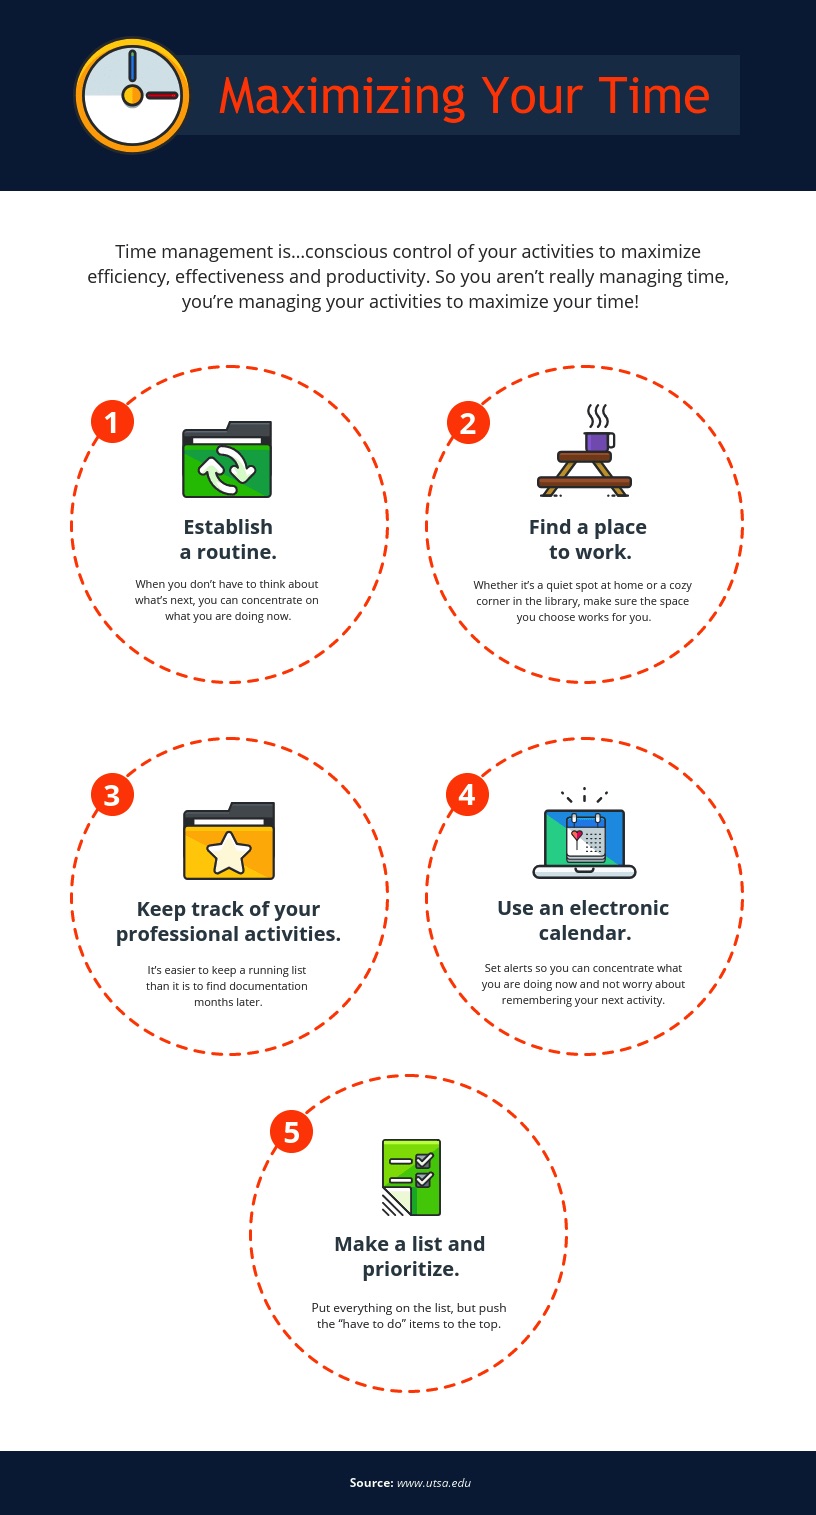 Maximizing Your Time
Time management is...conscious control of your activities to maximize
efficiency, effectiveness and productivity. So you aren’t really managing time,
you’re managing your activities to maximize your time!
1
Establish
a routine.
When you don’t have to think about
what’s next, you can concentrate on
what you are doing now.
2
Find a place
to work.
Whether it’s a quiet spot at home or a cozy
corner in the library, make sure the space
you choose works for you.
3
Keep track of your
professional activities.
It’s easier to keep a running list
than it is to find documentation
months later.
4
Use an electronic
calendar.
Set alerts so you can concentrate what
you are doing now and not worry about
remembering your next activity.
5
Make a list and
prioritize.
Put everything on the list, but push
the “have to do” items to the top.
Source: www.utsa.edu